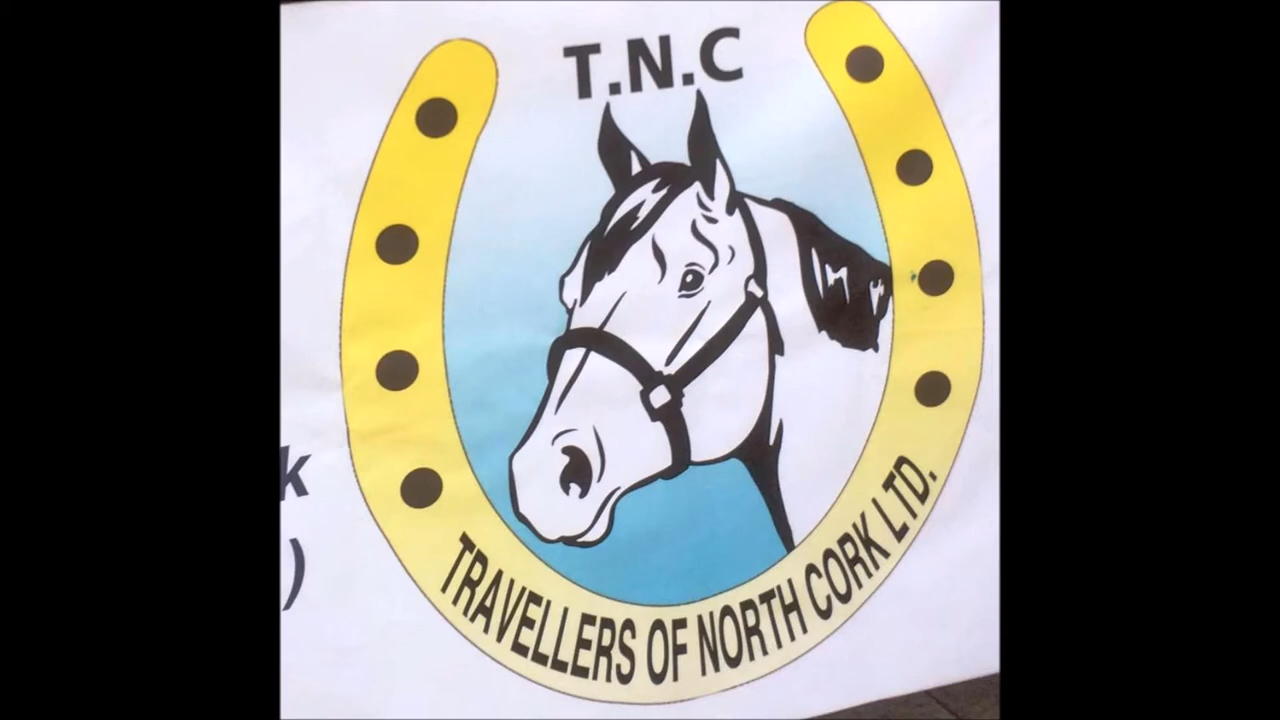 T.N.C
k
)
TRAVELLERS OF NORTH CORK LTD.